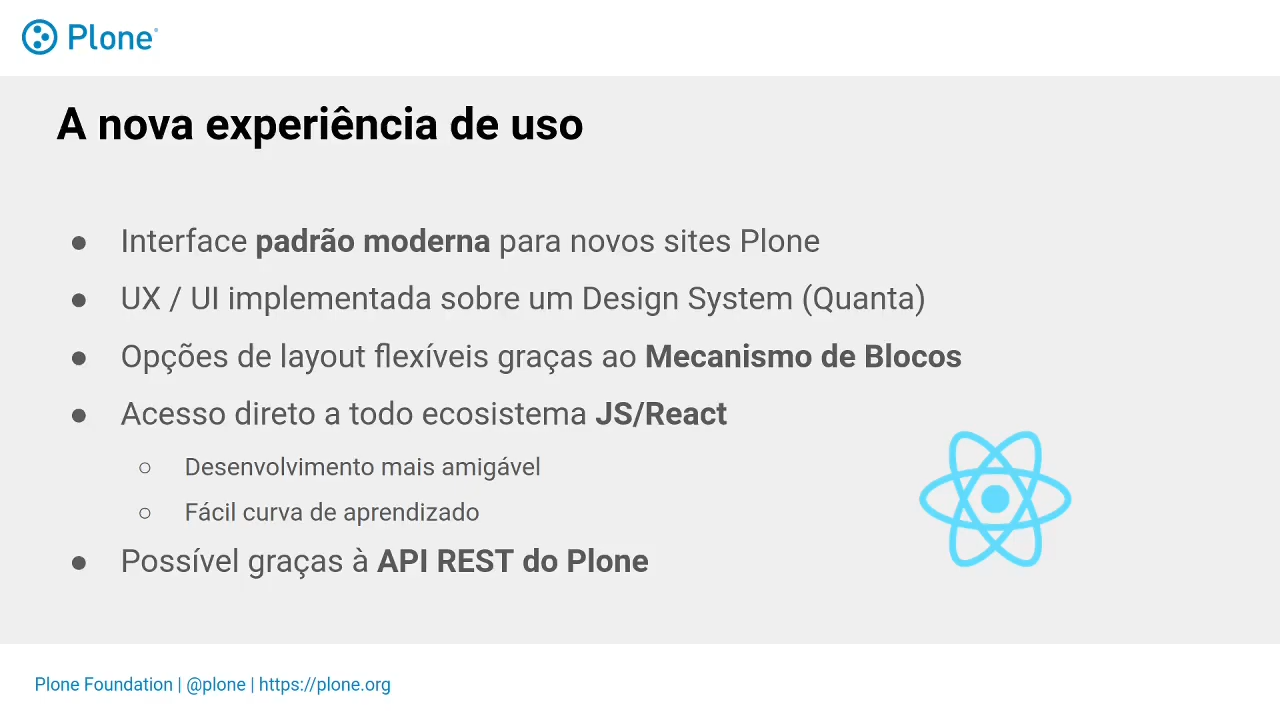 Plone®
A nova experiência de uso
● Interface padrão moderna para novos sites Plone
● UX / UI implementada sobre um Design System (Quanta)
● Opções de layout flexíveis graças ao Mecanismo de Blocos
● Acesso direto a todo ecosistema JS/React
○ Desenvolvimento mais amigável
○ Fácil curva de aprendizado
● Possível graças à API REST do Plone
Plone Foundation | @plone | https://plone.org